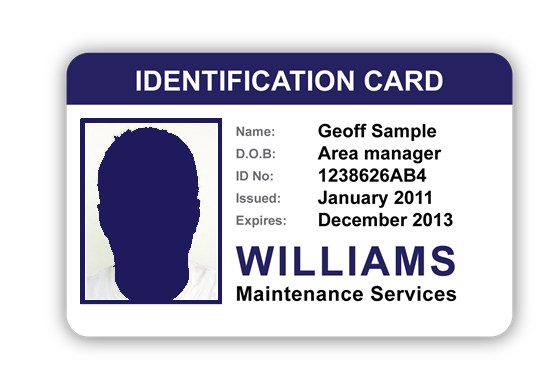 IDENTIFICATION CARD
Name: Geoff Sample
D.O.B: Area manager
ID No: 1238626AB4
Issued: January 2011
Expires: December 2013
WILLIAMS
Maintenance Services